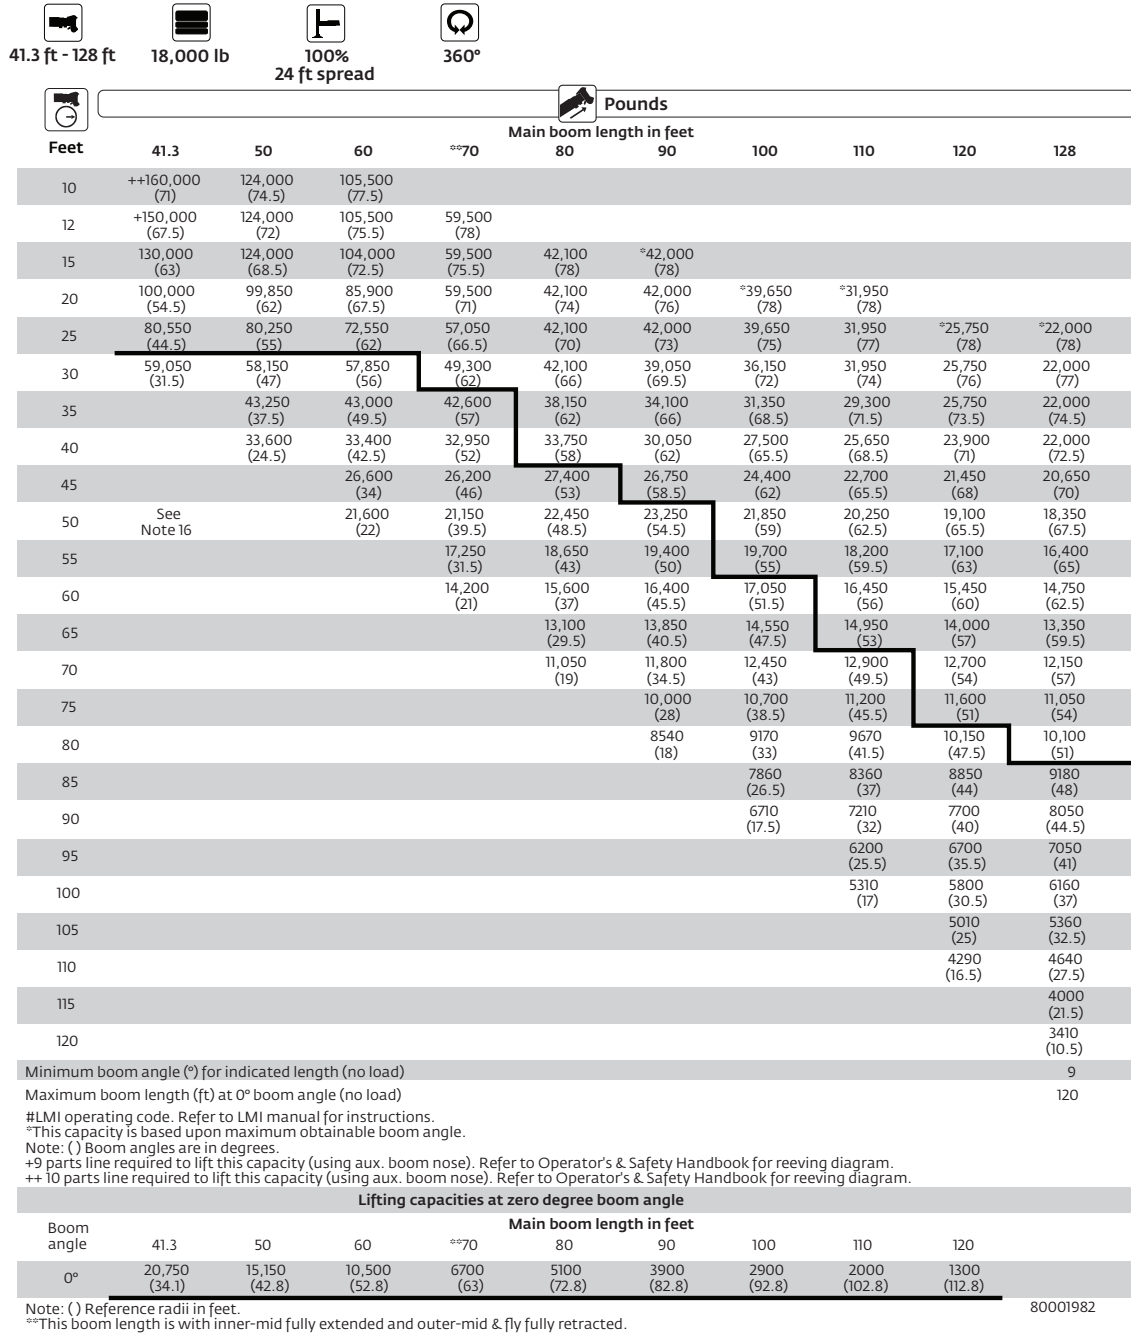 41.3 ft - 128 ft 18,000 lb 100% 360°
24 ft spread
Pounds
Main boom length in feet
Feet 41.3 50 60 **70 80 90 100 110 120 128
10 ++160,000 124,000 105,500
(71) (74.5) (77.5)
12 +150,000 124,000 105,500 59,500
(67.5) (72) (75.5) (78)
15 130,000 124,000 104,000 59,500 42,100 *42,000
(63) (68.5) (72.5) (75.5) (78) (78)
20 100,000 99,850 85,900 59,500 42,100 42,000 *39,650 *31,950
(54.5) (62) (67.5) (71) (74) (76) (78) (78)
25 80,550 80,250 72,550 57,050 42,100 42,000 39,650 31,950 *25,750 *22,000
(44.5) (55) (62) (66.5) (70) (73) (75) (77) (78) (78)
30 59,050 58,150 57,850 49,300 42,100 39,050 36,150 31,950 25,750 22,000
(31.5) (47) (56) (62) (66) (69.5) (72) (74) (76) (77)
35 43,250 43,000 42,600 38,150 34,100 31,350 29,300 25,750 22,000
(37.5) (49.5) (57) (62) (66) (68.5) (71.5) (73.5) (74.5)
40 33,600 33,400 32,950 33,750 30,050 27,500 25,650 23,900 22,000
(24.5) (42.5) (52) (58) (62) (65.5) (68.5) (71) (72.5)
45 26,600 26,200 27,400 26,750 24,400 22,700 21,450 20,650
(34) (46) (53) (58.5) (62) (65.5) (68) (70)
50 See 21,600 21,150 22,450 23,250 21,850 20,250 19,100 18,350
Note 16 (22) (39.5) (48.5) (54.5) (59) (62.5) (65.5) (67.5)
55 17,250 18,650 19,400 19,700 18,200 17,100 16,400
(31.5) (43) (50) (55) (59.5) (63) (65)
60 14,200 15,600 16,400 17,050 16,450 15,450 14,750
(21) (37) (45.5) (51.5) (56) (60) (62.5)
65 13,100 13,850 14,550 14,950 14,000 13,350
(29.5) (40.5) (47.5) (53) (57) (59.5)
70 11,050 11,800 12,450 12,900 12,700 12,150
(19) (34.5) (43) (49.5) (54) (57)
75 10,000 10,700 11,200 11,600 11,050
(28) (38.5) (45.5) (51) (54)
80 8540 9170 9670 10,150 10,100
(18) (33) (41.5) (47.5) (51)
85 7860 8360 8850 9180
(26.5) (37) (44) (48)
90 6710 7210 7700 8050
(17.5) (32) (40) (44.5)
95 6200 6700 7050
(25.5) (35.5) (41)
100 5310 5800 6160
(17) (30.5) (37)
105 5010 5360
(25) (32.5)
110 4290 4640
(16.5) (27.5)
115 4000
(21.5)
120 3410
(10.5)
Minimum boom angle (°) for indicated length (no load) 9
Maximum boom length (ft) at 0° boom angle (no load) 120
#LMI operating code. Refer to LMI manual for instructions.
*This capacity is based upon maximum obtainable boom angle.
Note: ( ) Boom angles are in degrees.
+9 parts line required to lift this capacity (using aux. boom nose). Refer to Operator's & Safety Handbook for reeving diagram.
++ 10 parts line required to lift this capacity (using aux. boom nose). Refer to Operator's & Safety Handbook for reeving diagram.
Lifting capacities at zero degree boom angle
Boom Main boom length in feet
angle 41.3 50 60 **70 80 90 100 110 120
0° 20,750 15,150 10,500 6700 5100 3900 2900 2000 1300
(34.1) (42.8) (52.8) (63) (72.8) (82.8) (92.8) (102.8) (112.8)
Note: ( ) Reference radii in feet. 80001982
**This boom length is with inner-mid fully extended and outer-mid & fly fully retracted.